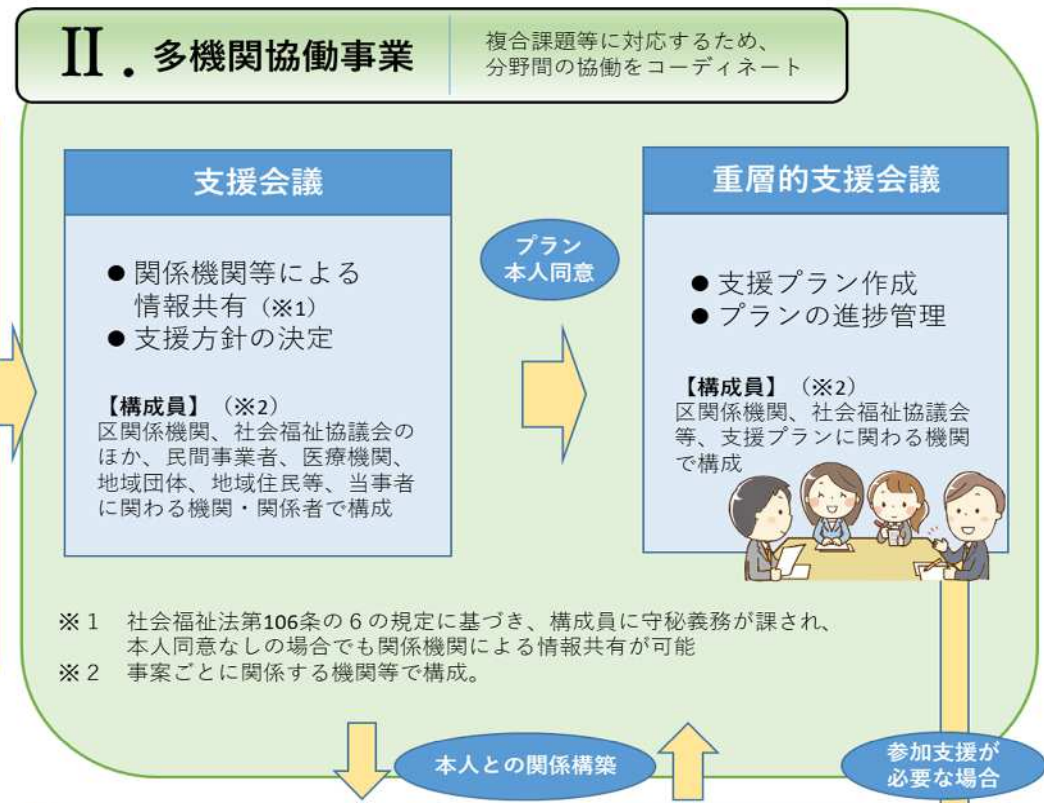 Ⅱ．多機関協働事業
複合課題等に対応するため、
分野間の協働をコーディネート
支援会議
● 関係機関等による
情報共有（※1）
● 支援方針の決定
【構成員】（※2）
区関係機関、社会福祉協議会の
ほか、民間事業者、医療機関、
地域団体、地域住民等、当事者
に関わる機関・関係者で構成
プラン
本人同意
重層的支援会議
● 支援プラン作成
● プランの進捗管理
【構成員】（※2）
区関係機関、社会福祉協議会
等、支援プランに関わる機関
で構成
※１　社会福祉法第106条の６の規定に基づき、構成員に守秘義務が課され、
本人同意なしの場合でも関係機関による情報共有が可能
※２　事案ごとに関係する機関等で構成。
本人との関係構築
参加支援が
必要な場合